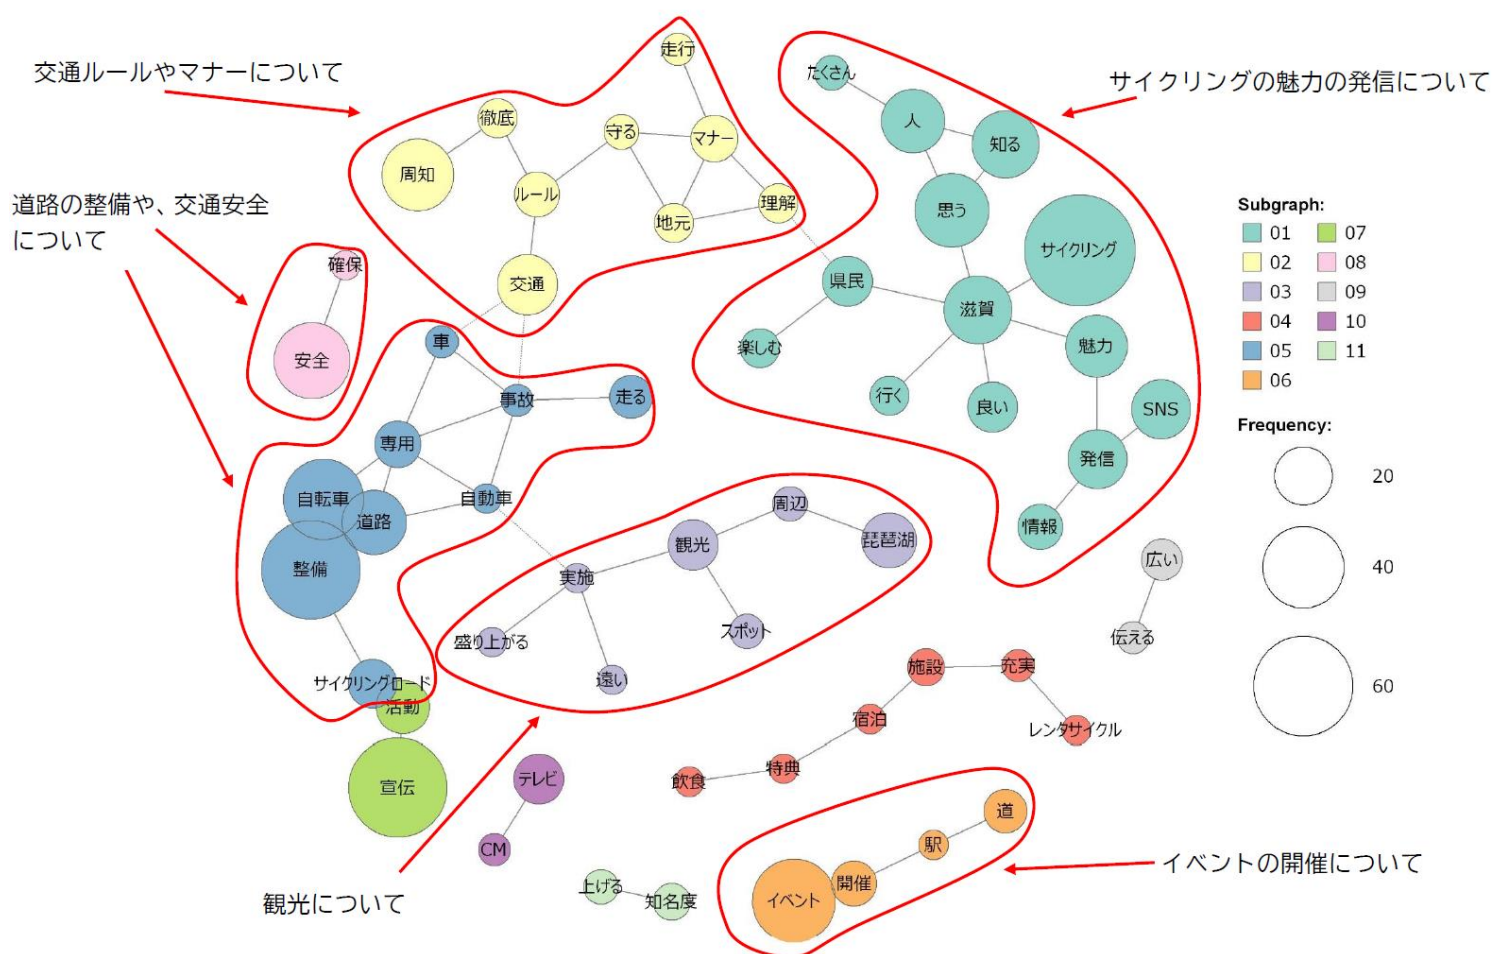 交通ルールやマナーについて
サイクリングの魅力の発信について
道路の整備や、交通安全
について
観光について
イベントの開催について
走行
徹底
守る
マナー
周知
ルール
地元
理解
交通
たくさん
人
知る
思う
サイクリング
県民
滋賀
楽しむ
魅力
行く
良い
SNS
発信
情報
確保
安全
車
事故
走る
専用
自転車
道路
自動車
整備
サイクリングロード
活動
宣伝
周辺
観光
琵琶湖
実施
盛り上がる
スポット
遠い
広い
伝える
施設
充実
宿泊
レンタサイクル
特典
飲食
テレビ
CM
上げる
知名度
道
駅
開催
イベント
Subgraph:
01 07
02 08
03 09
04 10
05 11
06
Frequency:
20
40
60